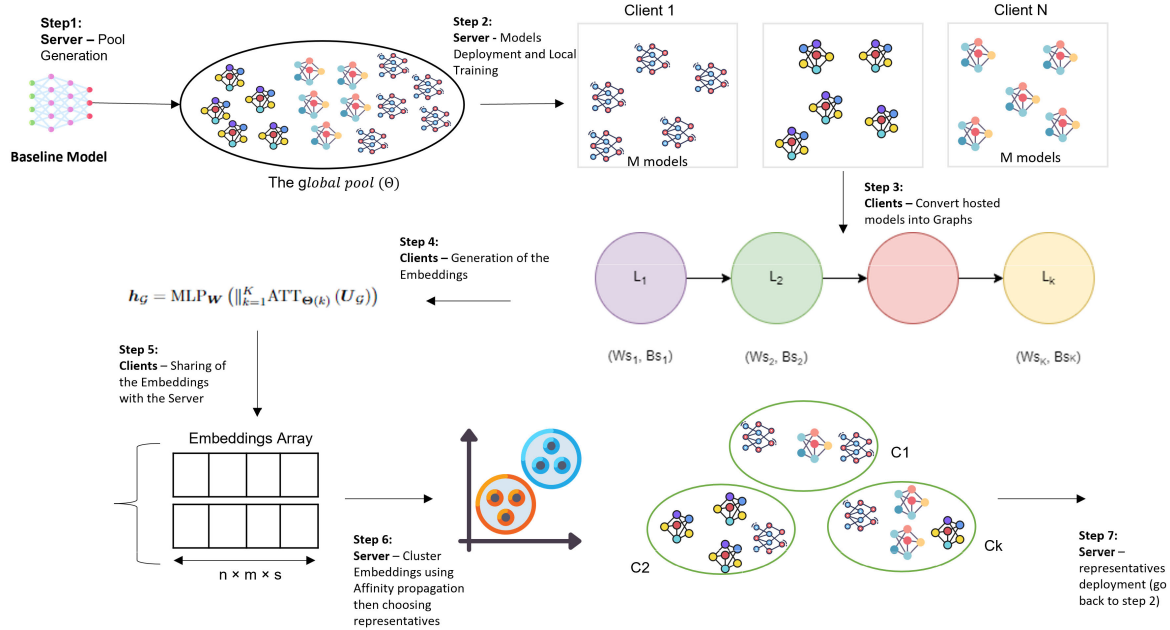 Step1:
Server – Pool
Generation
Baseline Model
The global pool (Θ)
Step 2:
Server - Models
Deployment and Local
Training
Client 1
M models
Client N
M models
Step 3:
Clients – Convert hosted
models into Graphs
L1
L2
Lk
(Ws1, Bs1)
(Ws2, Bs2)
(WsK, BsK)
Step 4:
Clients – Generation of the
Embeddings
h𝒢 = MLP_W (∥_{k=1}^{K} ATT_{Θ(k)} (U𝒢))
Step 5:
Clients – Sharing of
the Embeddings
with the Server
Embeddings Array
n × m × s
Step 6:
Server – Cluster
Embeddings using
Affinity propagation
then choosing
representatives
C1
C2
Ck
Step 7:
Server –
representatives
deployment (go
back to step 2)